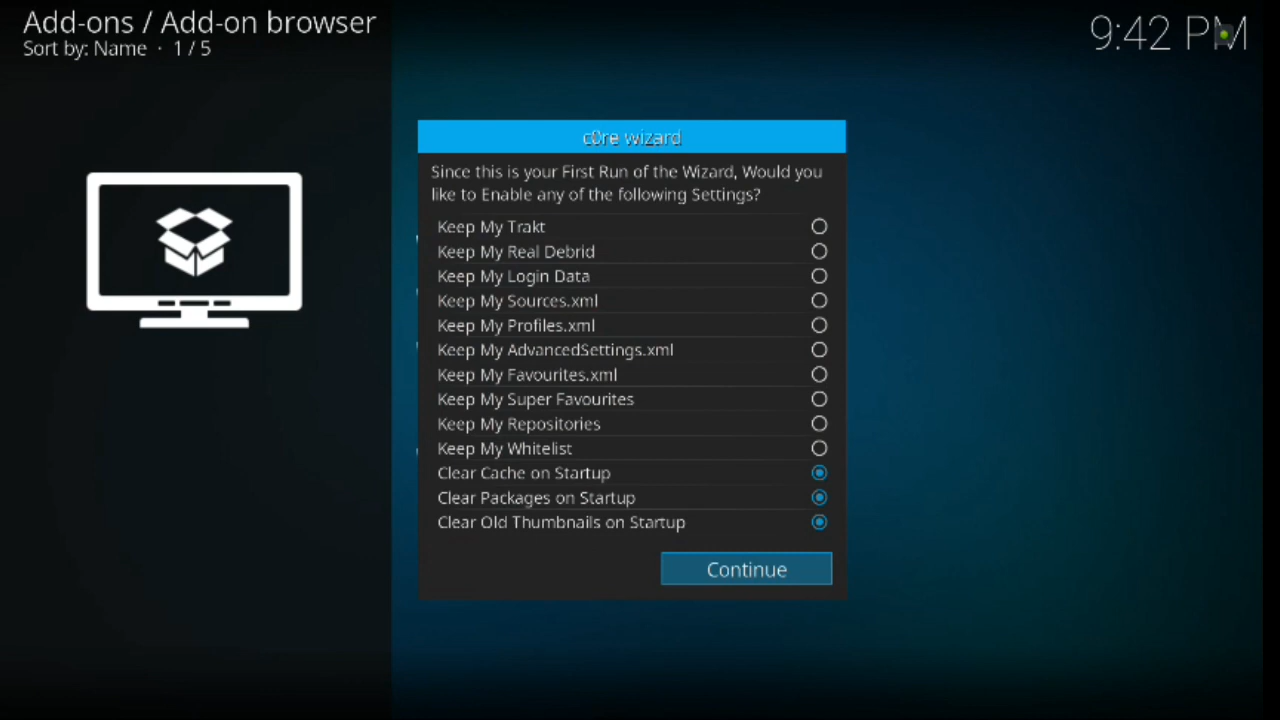 Add-ons / Add-on browser
Sort by: Name · 1 / 5
9:42 PM
c0re wizard
Since this is your First Run of the Wizard, Would you
like to Enable any of the following Settings?
Keep My Trakt
Keep My Real Debrid
Keep My Login Data
Keep My Sources.xml
Keep My Profiles.xml
Keep My AdvancedSettings.xml
Keep My Favourites.xml
Keep My Super Favourites
Keep My Repositories
Keep My Whitelist
Clear Cache on Startup
Clear Packages on Startup
Clear Old Thumbnails on Startup
Continue